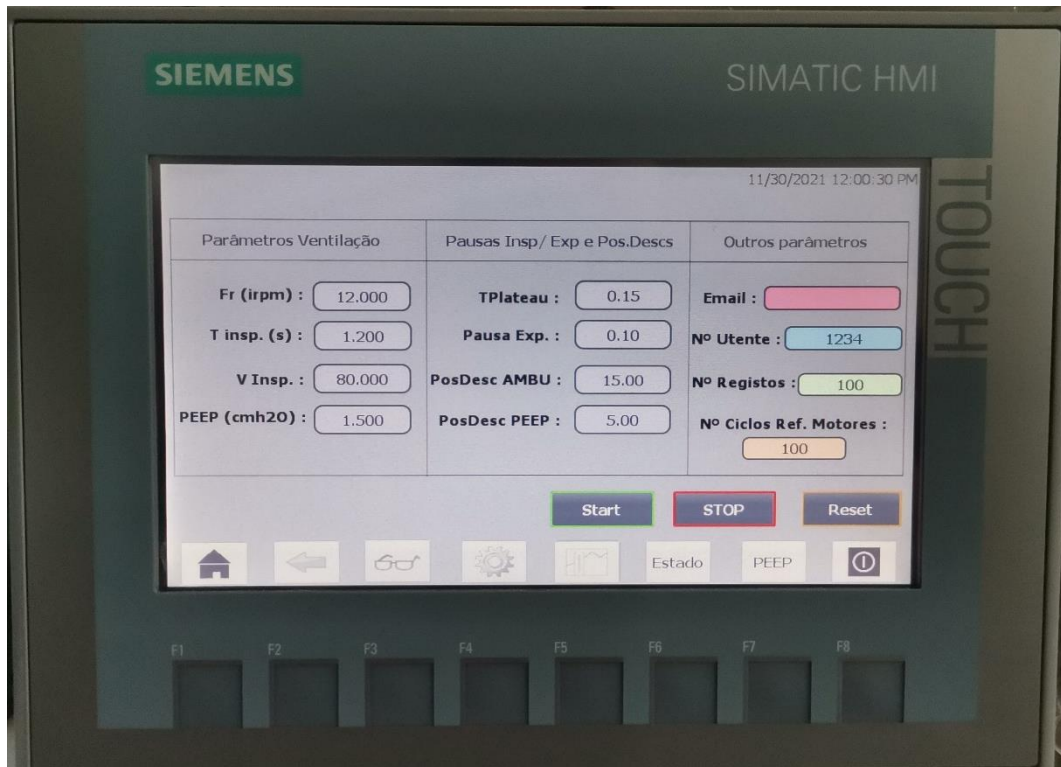 SIEMENS
SIMATIC HMI
TOUCH
11/30/2021 12:00:30 PM
Parâmetros Ventilação
Pausas Insp/ Exp e Pos.Descs
Outros parâmetros
Fr (irpm) : 12.000
TPlateau : 0.15
Email :
T insp. (s) : 1.200
Pausa Exp. : 0.10
Nº Utente : 1234
V Insp. : 80.000
PosDesc AMBU : 15.00
Nº Registos : 100
PEEP (cmh2O) : 1.500
PosDesc PEEP : 5.00
Nº Ciclos Ref. Motores :
100
Start
STOP
Reset
Estado
PEEP
F1 F2 F3 F4 F5 F6 F7 F8